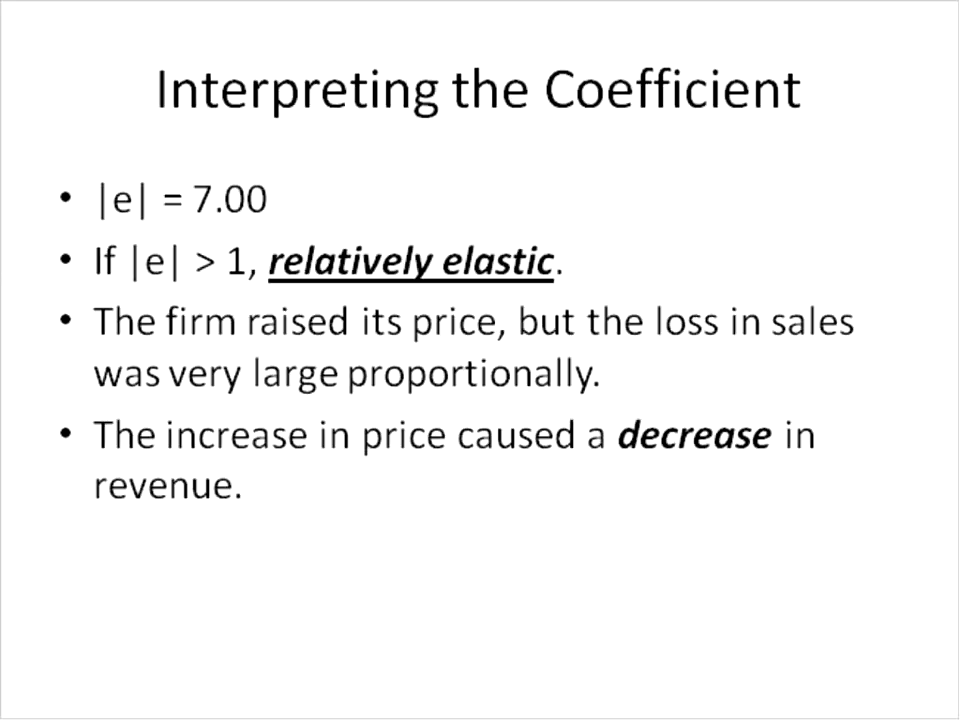 Interpreting the Coefficient
• |e| = 7.00
• If |e| > 1, relatively elastic.
• The firm raised its price, but the loss in sales
was very large proportionally.
• The increase in price caused a decrease in
revenue.